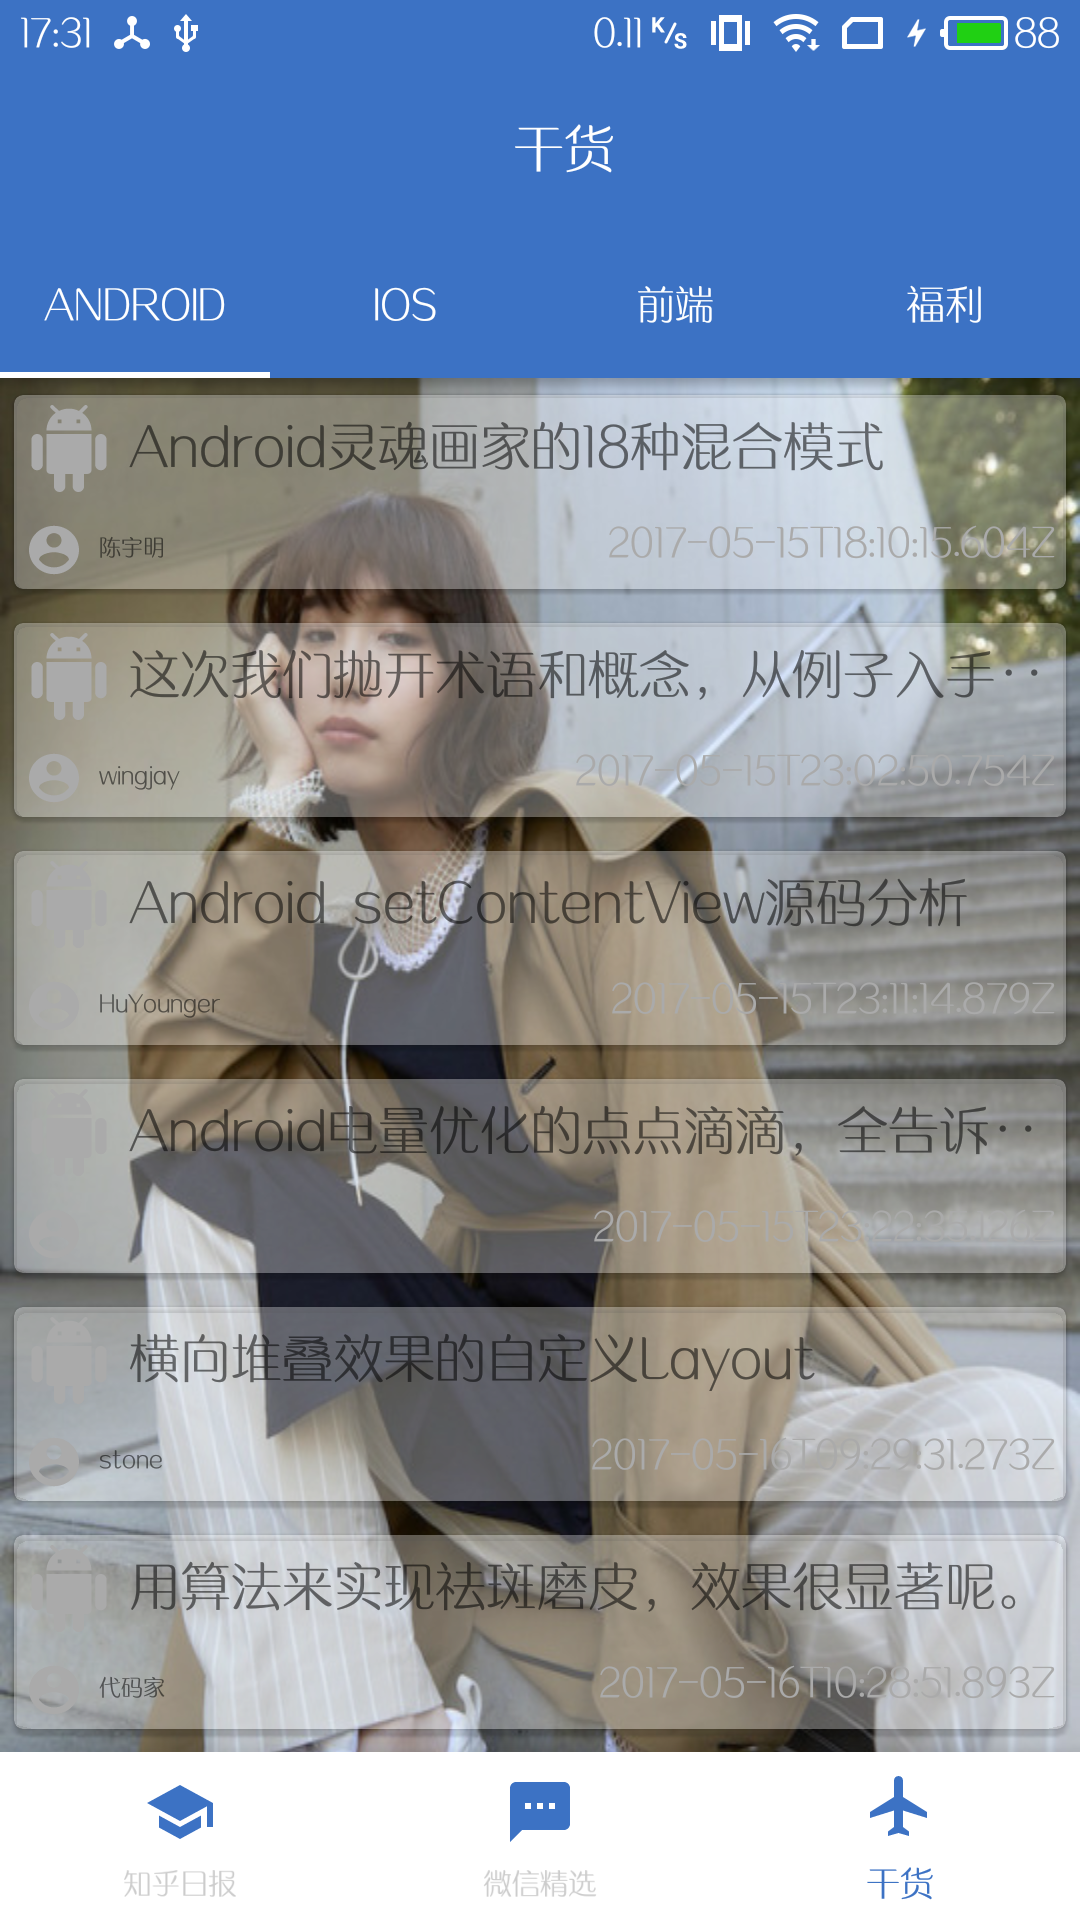 17:31
0.11 K/s
88
干货
ANDROID
IOS
前端
福利
Android灵魂画家的18种混合模式
陈宇明
2017-05-15T18:10:15.604Z
这次我们抛开术语和概念，从例子入手‥
wingjay
2017-05-15T23:02:50.754Z
Android setContentView源码分析
HuYounger
2017-05-15T23:11:14.879Z
Android电量优化的点点滴滴，全告诉‥
横向堆叠效果的自定义Layout
stone
2017-05-16T09:29:31.273Z
用算法来实现祛斑磨皮，效果很显著呢。
代码家
2017-05-16T10:28:51.893Z
知乎日报
微信精选
干货